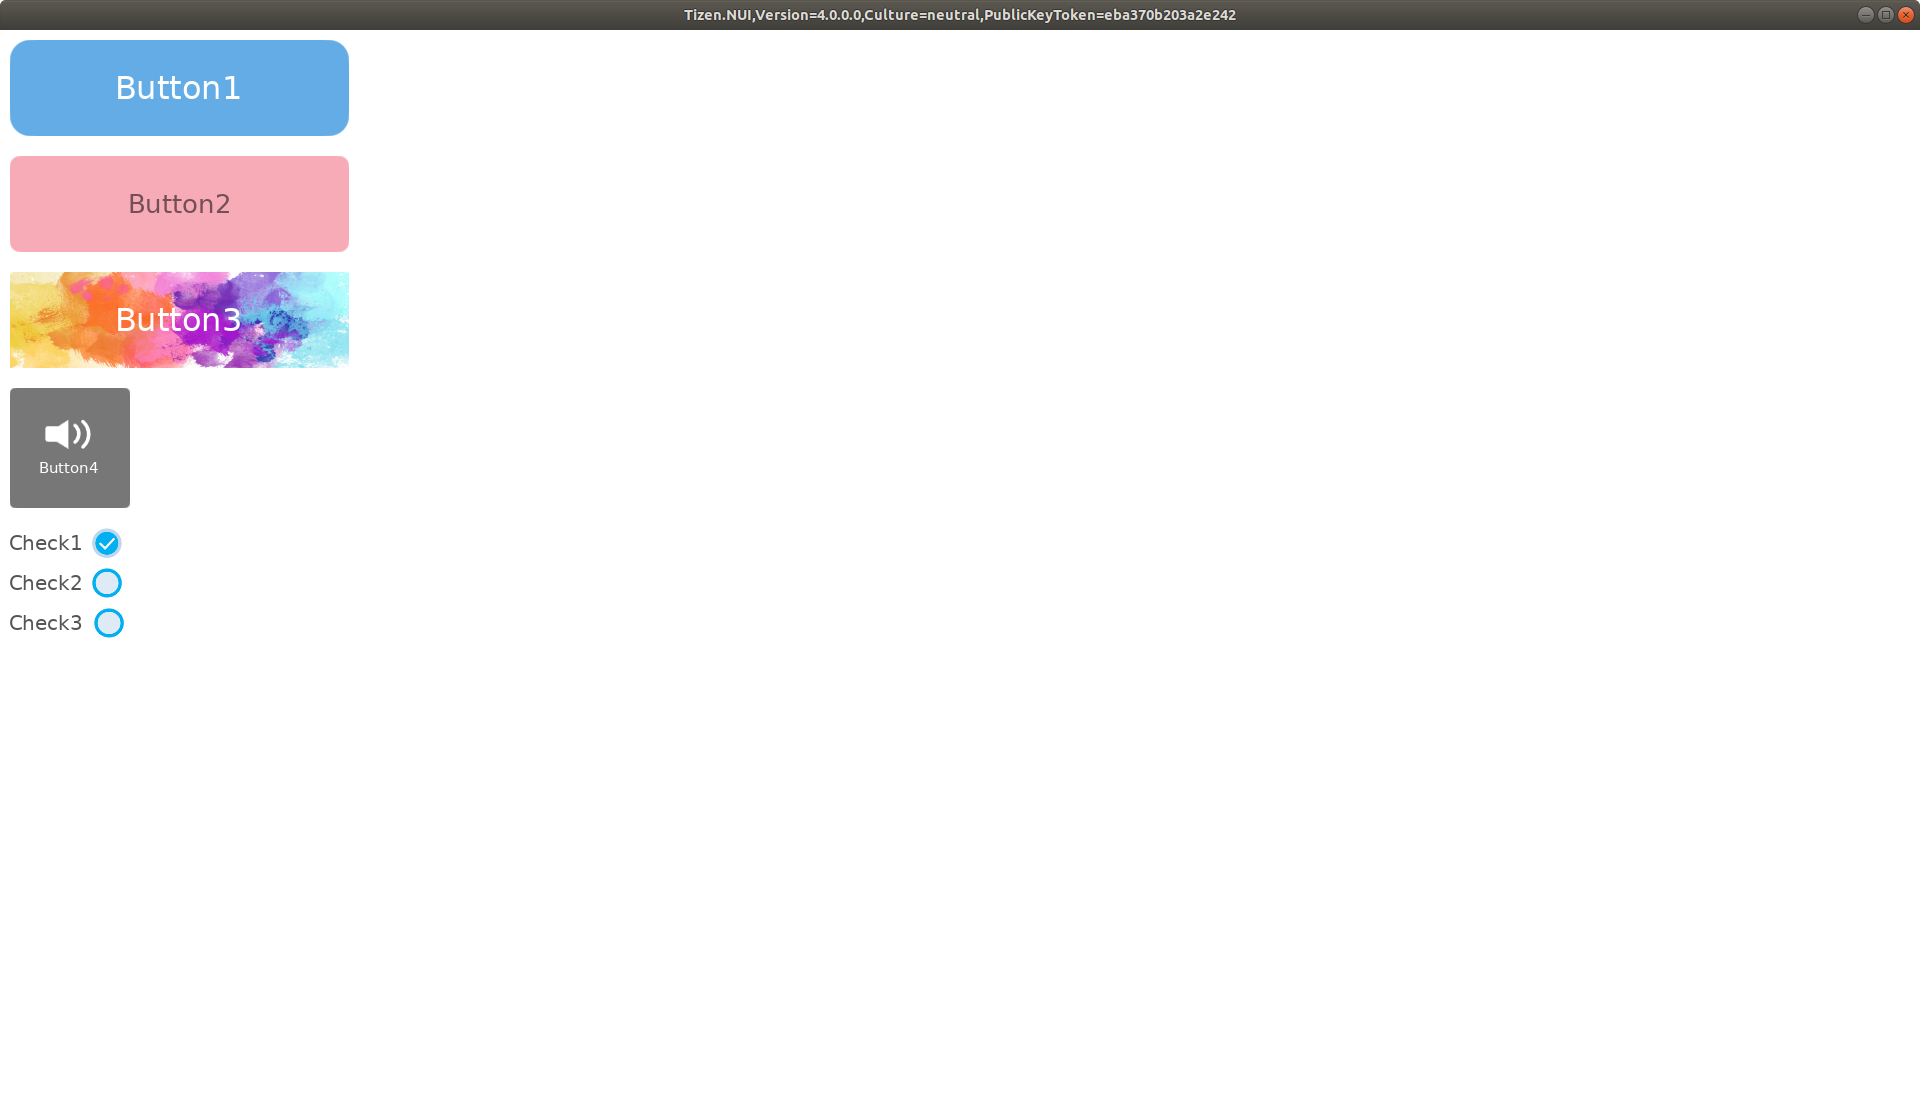 Tizen.NUI,Version=4.0.0.0,Culture=neutral,PublicKeyToken=eba370b203a2e242
Button1
Button2
Button3
Button4
Check1
Check2
Check3